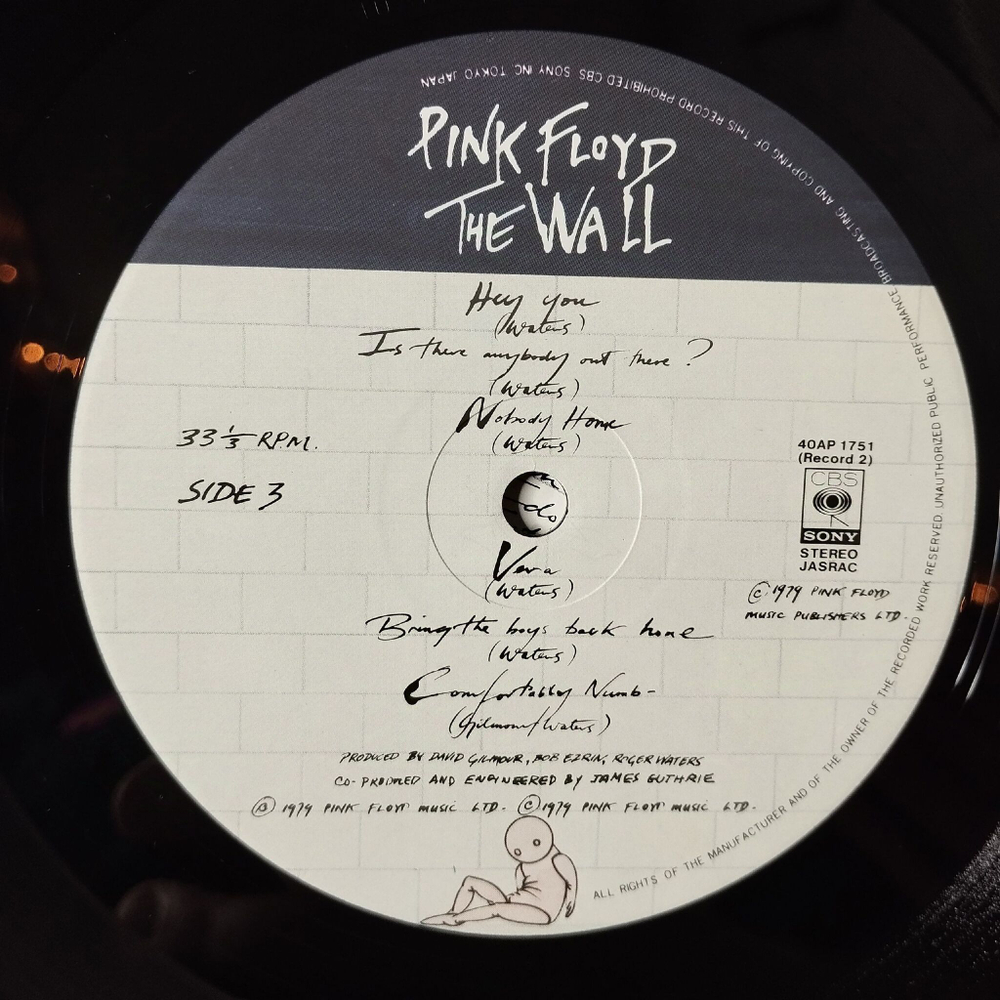 PINK FLOYD
THE WALL
Hey you
(Waters)
Is there anybody out there?
(Waters)
Nobody Home
(Waters)
33 1/3 RPM.
SIDE 3
40AP 1751
(Record 2)
CBS
SONY
STEREO
JASRAC
© 1979 PINK FLOYD
MUSIC PUBLISHERS LTD.
Vera
(Waters)
Bring the boys back home
(Waters)
Comfortably Numb-
(Gilmour/Waters)
PRODUCED BY DAVID GILMOUR, BOB EZRIN, ROGER WATERS
CO-PRODUCED AND ENGINEERED BY JAMES GUTHRIE
℗ 1979 PINK FLOYD MUSIC LTD. © 1979 PINK FLOYD MUSIC LTD.
ALL RIGHTS OF THE MANUFACTURER AND OF THE OWNER OF THE RECORDED WORK RESERVED UNAUTHORIZED PUBLIC PERFORMANCE BROADCASTING AND COPYING OF THIS RECORD PROHIBITED CBS SONY INC. TOKYO JAPAN